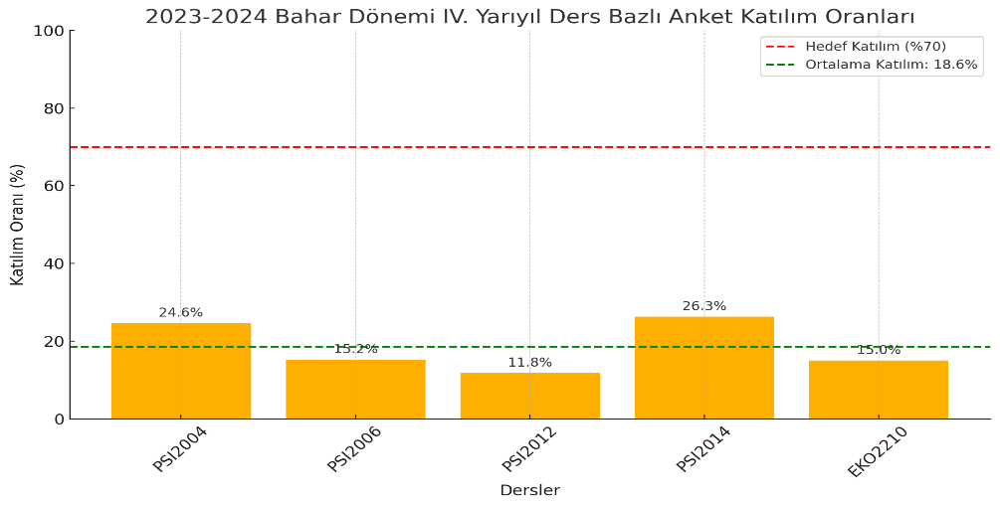 2023-2024 Bahar Dönemi IV. Yarıyıl Ders Bazlı Anket Katılım Oranları
Hedef Katılım (%70)
Ortalama Katılım: 18.6%
Katılım Oranı (%)
100
80
60
40
20
0
24.6%
15.2%
11.8%
26.3%
15.0%
PSI2004
PSI2006
PSI2012
PSI2014
EKO2210
Dersler